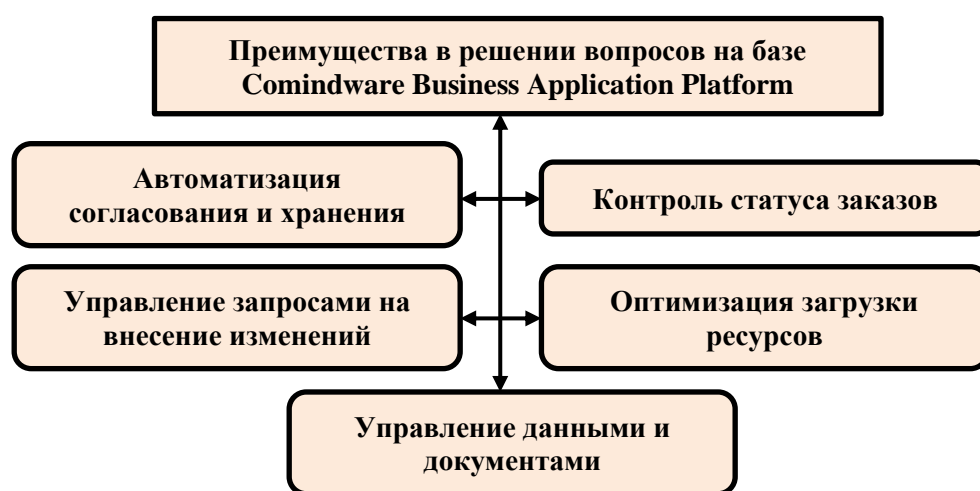 Преимущества в решении вопросов на базе
Comindware Business Application Platform
Автоматизация
согласования и хранения
Контроль статуса заказов
Управление запросами на
внесение изменений
Оптимизация загрузки
ресурсов
Управление данными и
документами